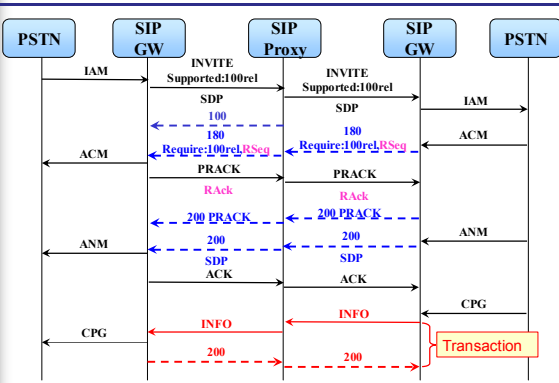 PSTN
SIP
GW
SIP
Proxy
SIP
GW
PSTN
IAM
INVITE
Supported:100rel
SDP
INVITE
Supported:100rel
SDP
IAM
100
180
Require:100rel,RSeq
180
Require:100rel,RSeq
ACM
ACM
PRACK
RAck
PRACK
RAck
200 PRACK
200 PRACK
ANM
200
SDP
200
SDP
ANM
ACK
ACK
CPG
INFO
INFO
CPG
Transaction
200
200